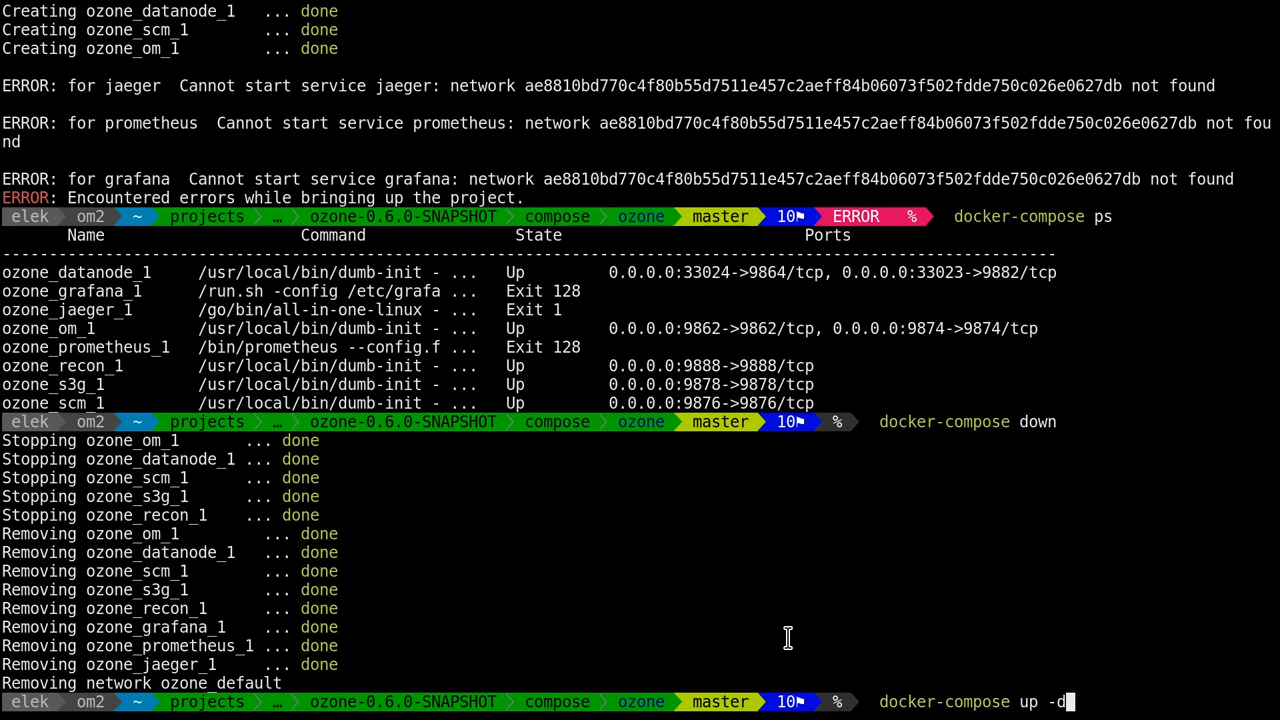 Creating ozone_datanode_1   ... done
Creating ozone_scm_1        ... done
Creating ozone_om_1         ... done
ERROR: for jaeger  Cannot start service jaeger: network ae8810bd770c4f80b55d7511e457c2aeff84b06073f502fdde750c026e0627db not found
ERROR: for prometheus  Cannot start service prometheus: network ae8810bd770c4f80b55d7511e457c2aeff84b06073f502fdde750c026e0627db not fou
nd
ERROR: for grafana  Cannot start service grafana: network ae8810bd770c4f80b55d7511e457c2aeff84b06073f502fdde750c026e0627db not found
ERROR: Encountered errors while bringing up the project.
elek om2 ~ projects … ozone-0.6.0-SNAPSHOT compose ozone master 10⚑ ERROR % docker-compose ps
Name Command State Ports
---------------------------------------------------------------------------------------------------------------
ozone_datanode_1     /usr/local/bin/dumb-init - ...   Up         0.0.0.0:33024->9864/tcp, 0.0.0.0:33023->9882/tcp
ozone_grafana_1      /run.sh -config /etc/grafa ...   Exit 128
ozone_jaeger_1       /go/bin/all-in-one-linux - ...   Exit 1
ozone_om_1           /usr/local/bin/dumb-init - ...   Up         0.0.0.0:9862->9862/tcp, 0.0.0.0:9874->9874/tcp
ozone_prometheus_1   /bin/prometheus --config.f ...   Exit 128
ozone_recon_1        /usr/local/bin/dumb-init - ...   Up         0.0.0.0:9888->9888/tcp
ozone_s3g_1          /usr/local/bin/dumb-init - ...   Up         0.0.0.0:9878->9878/tcp
ozone_scm_1          /usr/local/bin/dumb-init - ...   Up         0.0.0.0:9876->9876/tcp
elek om2 ~ projects … ozone-0.6.0-SNAPSHOT compose ozone master 10⚑ % docker-compose down
Stopping ozone_om_1       ... done
Stopping ozone_datanode_1 ... done
Stopping ozone_scm_1      ... done
Stopping ozone_s3g_1      ... done
Stopping ozone_recon_1    ... done
Removing ozone_om_1         ... done
Removing ozone_datanode_1   ... done
Removing ozone_scm_1        ... done
Removing ozone_s3g_1        ... done
Removing ozone_recon_1      ... done
Removing ozone_grafana_1    ... done
Removing ozone_prometheus_1 ... done
Removing ozone_jaeger_1     ... done
Removing network ozone_default
elek om2 ~ projects … ozone-0.6.0-SNAPSHOT compose ozone master 10⚑ % docker-compose up -d